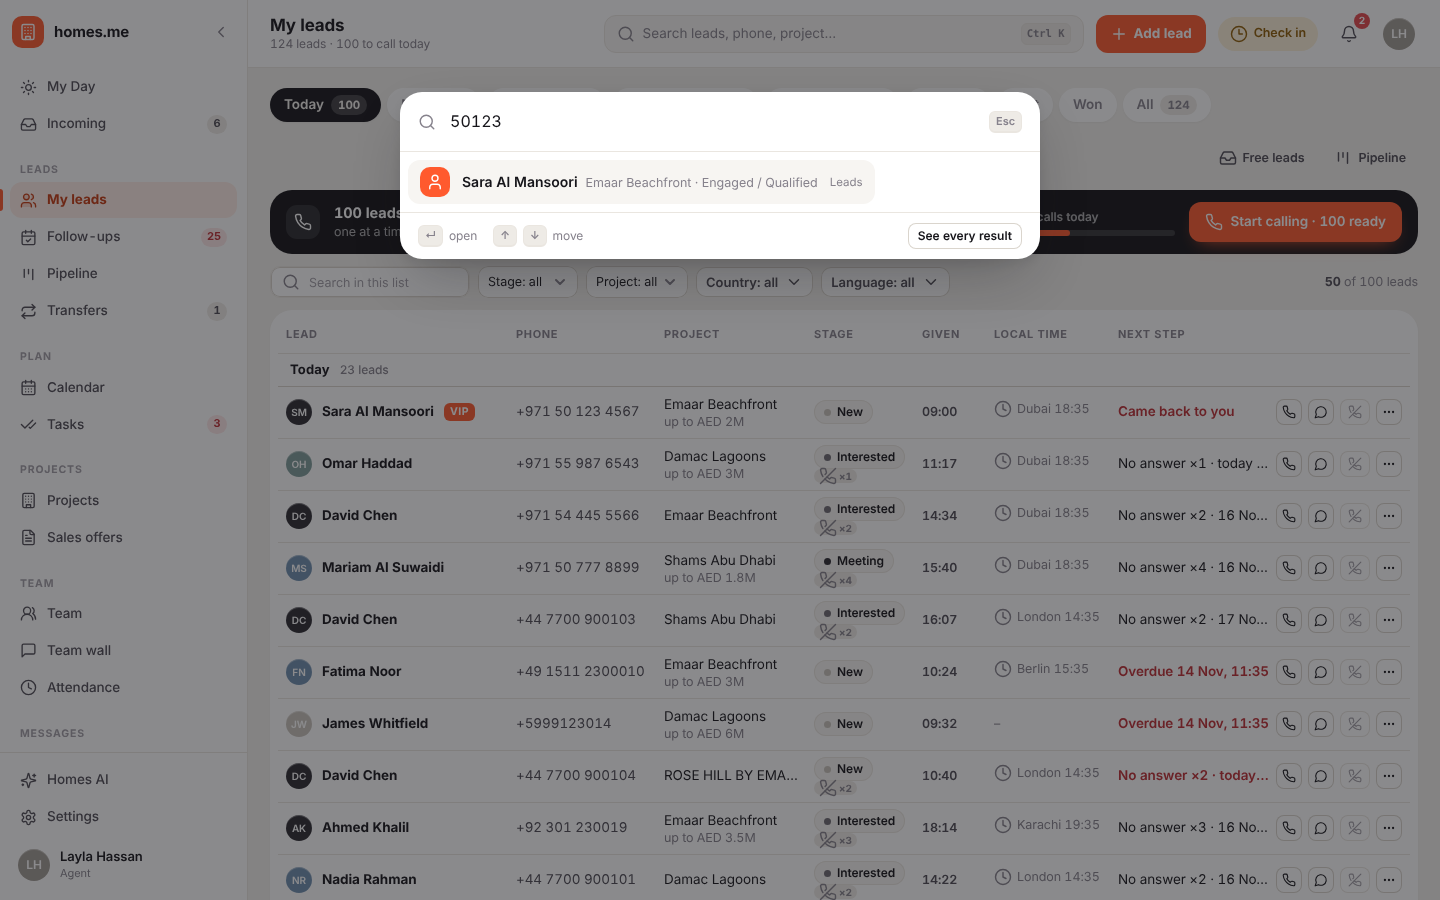 homes.me
My leads
124 leads · 100 to call today
Search leads, phone, project...
Ctrl K
Add lead
Check in
2
LH
My Day
Incoming 6
LEADS
My leads
Follow-ups 25
Pipeline
Transfers 1
PLAN
Calendar
Tasks 3
PROJECTS
Projects
Sales offers
TEAM
Team
Team wall
Attendance
MESSAGES
Homes AI
Settings
LH
Layla Hassan
Agent
Today 100
Won
All 124
50123
Esc
Sara Al Mansoori Emaar Beachfront · Engaged / Qualified Leads
open
move
See every result
Free leads
Pipeline
100 leads
one at a tim
calls today
Start calling · 100 ready
Search in this list
Stage: all
Project: all
Country: all
Language: all
50 of 100 leads
LEAD PHONE PROJECT STAGE GIVEN LOCAL TIME NEXT STEP
Today 23 leads
SM Sara Al Mansoori VIP +971 50 123 4567 Emaar Beachfront New 09:00 Dubai 18:35 Came back to you
up to AED 2M
OH Omar Haddad +971 55 987 6543 Damac Lagoons Interested 11:17 Dubai 18:35 No answer ×1 · today ...
up to AED 3M ×1
DC David Chen +971 54 445 5566 Emaar Beachfront Interested 14:34 Dubai 18:35 No answer ×2 · 16 No...
×2
MS Mariam Al Suwaidi +971 50 777 8899 Shams Abu Dhabi Meeting 15:40 Dubai 18:35 No answer ×4 · 16 No...
up to AED 1.8M ×4
DC David Chen +44 7700 900103 Shams Abu Dhabi Interested 16:07 London 14:35 No answer ×2 · 17 No...
×2
FN Fatima Noor +49 1511 2300010 Emaar Beachfront New 10:24 Berlin 15:35 Overdue 14 Nov, 11:35
up to AED 3M
JW James Whitfield +5999123014 Damac Lagoons New 09:32 – Overdue 14 Nov, 11:35
up to AED 6M
DC David Chen +44 7700 900104 ROSE HILL BY EMA... New 10:40 London 14:35 No answer ×2 · today...
×2
AK Ahmed Khalil +92 301 230019 Emaar Beachfront Interested 18:14 Karachi 19:35 No answer ×3 · 16 No...
up to AED 3.5M ×3
NR Nadia Rahman +44 7700 900101 Damac Lagoons Interested 14:22 London 14:35 No answer ×2 · 16 No...
×2